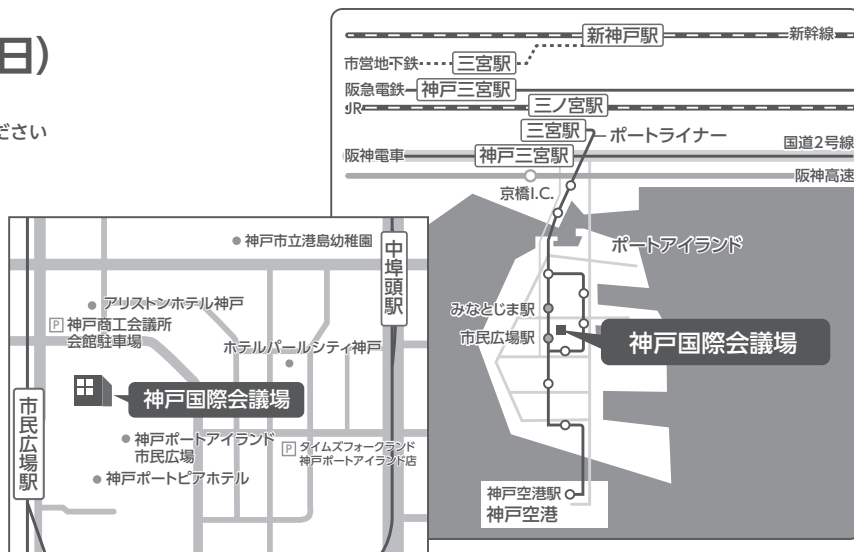 日）
ださい
新神戸駅
新幹線
市営地下鉄
三宮駅
阪急電鉄
神戸三宮駅
JR
三ノ宮駅
三宮駅
ポートライナー
国道2号線
阪神電車
神戸三宮駅
阪神高速
京橋I.C.
ポートアイランド
みなとじま駅
市民広場駅
神戸国際会議場
神戸空港駅
神戸空港
神戸市立港島幼稚園
中埠頭駅
アリストンホテル神戸
P 神戸商工会議所
会館駐車場
ホテルパールシティ神戸
神戸国際会議場
市民広場駅
神戸ポートアイランド
市民広場
P タイムズフォークランド
神戸ポートアイランド店
神戸ポートピアホテル